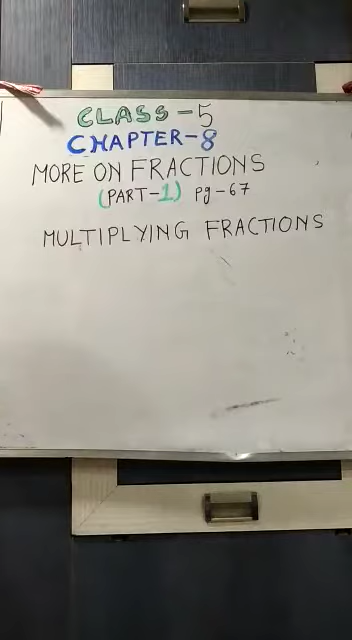 CLASS-5
CHAPTER-8
MORE ON FRACTIONS
(PART-1) Pg-67
MULTIPLYING FRACTIONS